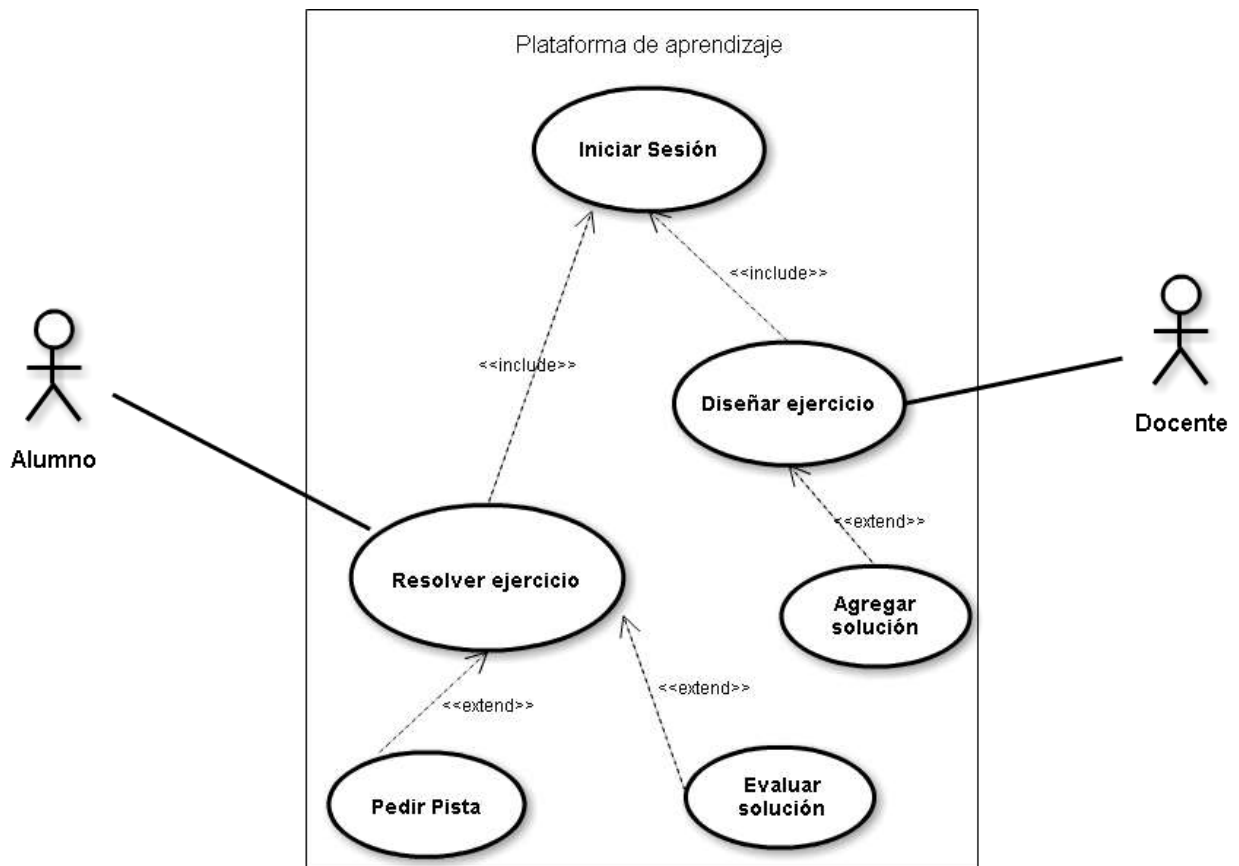 Plataforma de aprendizaje
Iniciar Sesión
<<include>>
<<include>>
Diseñar ejercicio
Docente
Alumno
<<extend>>
Resolver ejercicio
Agregar
solución
<<extend>>
<<extend>>
Pedir Pista
Evaluar
solución